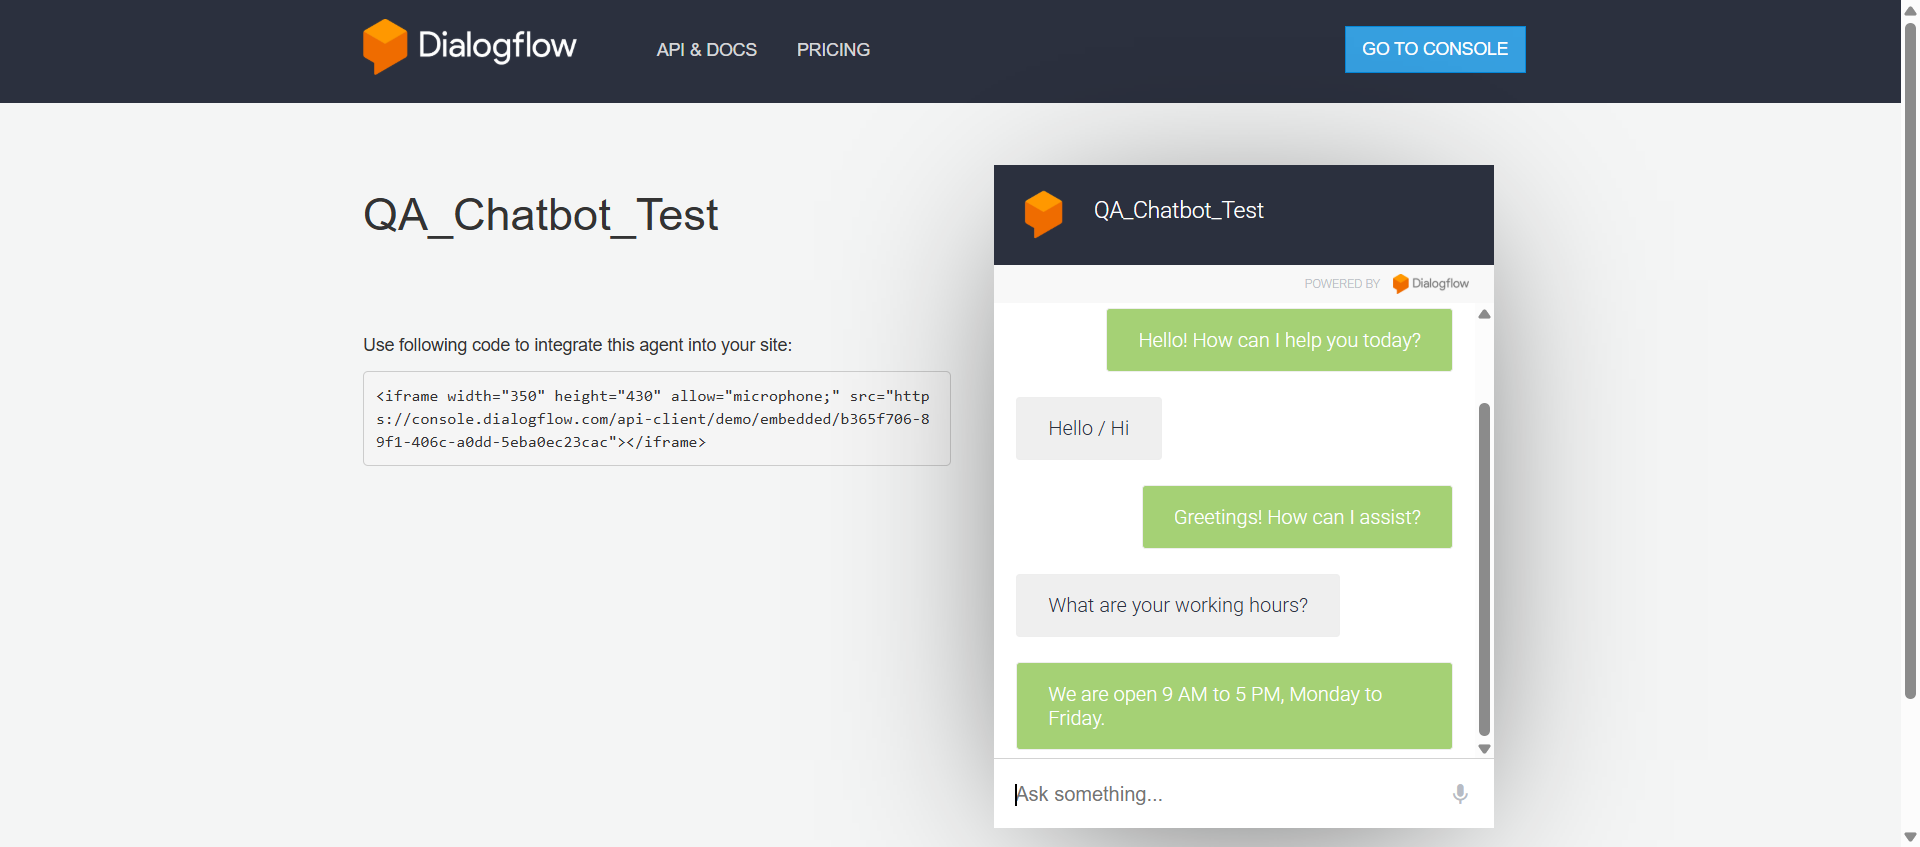 Dialogflow
API & DOCS
PRICING
GO TO CONSOLE
QA_Chatbot_Test
Use following code to integrate this agent into your site:
<iframe width="350" height="430" allow="microphone;" src="http
s://console.dialogflow.com/api-client/demo/embedded/b365f706-8
9f1-406c-a0dd-5eba0ec23cac"></iframe>
QA_Chatbot_Test
POWERED BY Dialogflow
Hello! How can I help you today?
Hello / Hi
Greetings! How can I assist?
What are your working hours?
We are open 9 AM to 5 PM, Monday to
Friday.
Ask something...